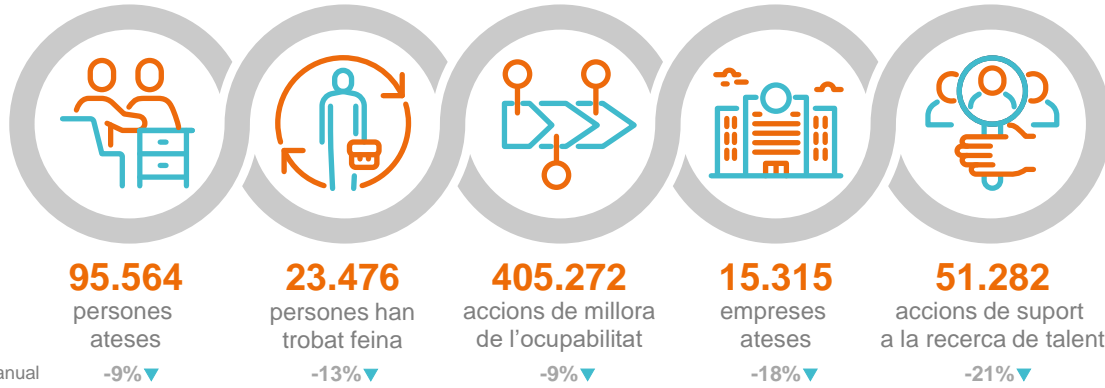 95.564
persones
ateses
23.476
persones han
trobat feina
405.272
accions de millora
de l'ocupabilitat
15.315
empreses
ateses
51.282
accions de suport
a la recerca de talent
anual -9%▼ -13%▼ -9%▼ -18%▼ -21%▼